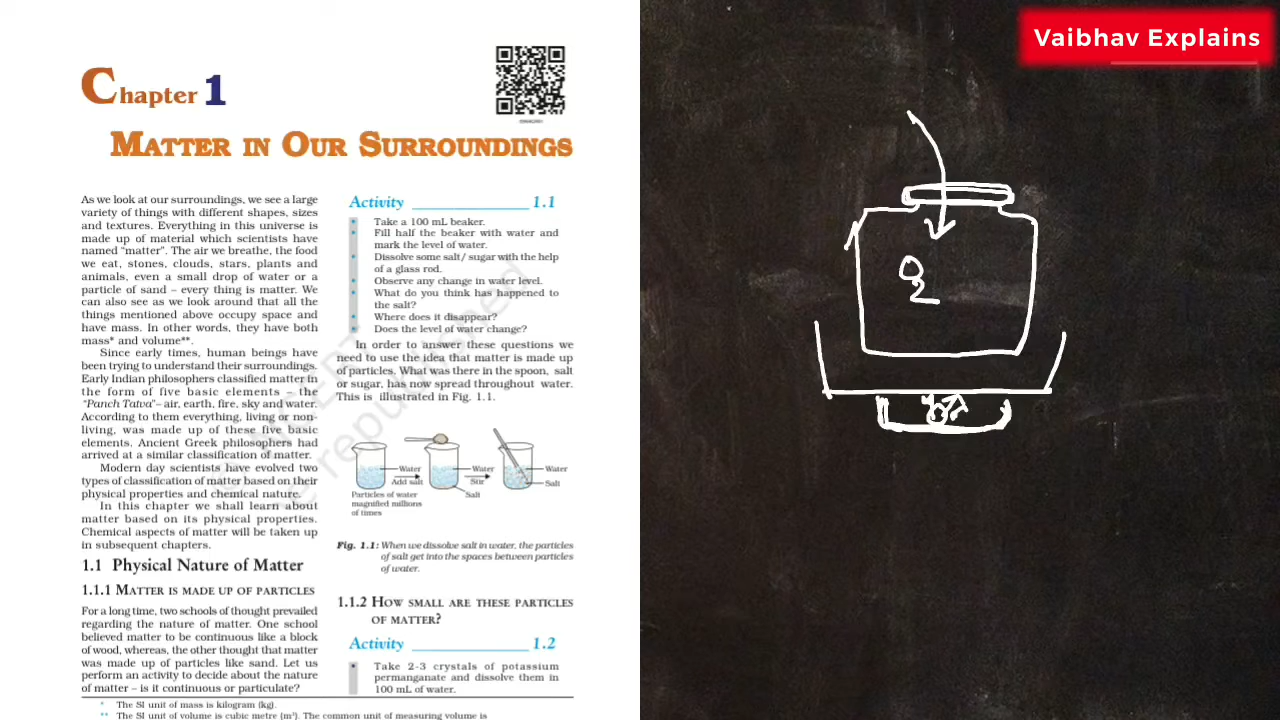 Vaibhav Explains
Chapter 1
MATTER IN OUR SURROUNDINGS
As we look at our surroundings, we see a large
variety of things with different shapes, sizes
and textures. Everything in this universe is
made up of material which scientists have
named “matter”. The air we breathe, the food
we eat, stones, clouds, stars, plants and
animals, even a small drop of water or a
particle of sand – every thing is matter. We
can also see as we look around that all the
things mentioned above occupy space and
have mass. In other words, they have both
mass* and volume**.
Since early times, human beings have
been trying to understand their surroundings.
Early Indian philosophers classified matter in
the form of five basic elements – the
“Panch Tatva”– air, earth, fire, sky and water.
According to them everything, living or non-
living, was made up of these five basic
elements. Ancient Greek philosophers had
arrived at a similar classification of matter.
Modern day scientists have evolved two
types of classification of matter based on their
physical properties and chemical nature.
In this chapter we shall learn about
matter based on its physical properties.
Chemical aspects of matter will be taken up
in subsequent chapters.
1.1 Physical Nature of Matter
1.1.1 MATTER IS MADE UP OF PARTICLES
For a long time, two schools of thought prevailed
regarding the nature of matter. One school
believed matter to be continuous like a block
of wood, whereas, the other thought that matter
was made up of particles like sand. Let us
perform an activity to decide about the nature
of matter – is it continuous or particulate?
Activity ______________ 1.1
• Take a 100 mL beaker.
• Fill half the beaker with water and
mark the level of water.
• Dissolve some salt/ sugar with the help
of a glass rod.
• Observe any change in water level.
• What do you think has happened to
the salt?
• Where does it disappear?
• Does the level of water change?
In order to answer these questions we
need to use the idea that matter is made up
of particles. What was there in the spoon, salt
or sugar, has now spread throughout water.
This is illustrated in Fig. 1.1.
Water
Add salt
Water
Stir
Water
Salt
Salt
Particles of water
magnified millions
of times
Fig. 1.1: When we dissolve salt in water, the particles
of salt get into the spaces between particles
of water.
1.1.2 HOW SMALL ARE THESE PARTICLES
OF MATTER?
Activity ______________ 1.2
• Take 2-3 crystals of potassium
permanganate and dissolve them in
100 mL of water.
* The SI unit of mass is kilogram (kg).
** The SI unit of volume is cubic metre (m³). The common unit of measuring volume is